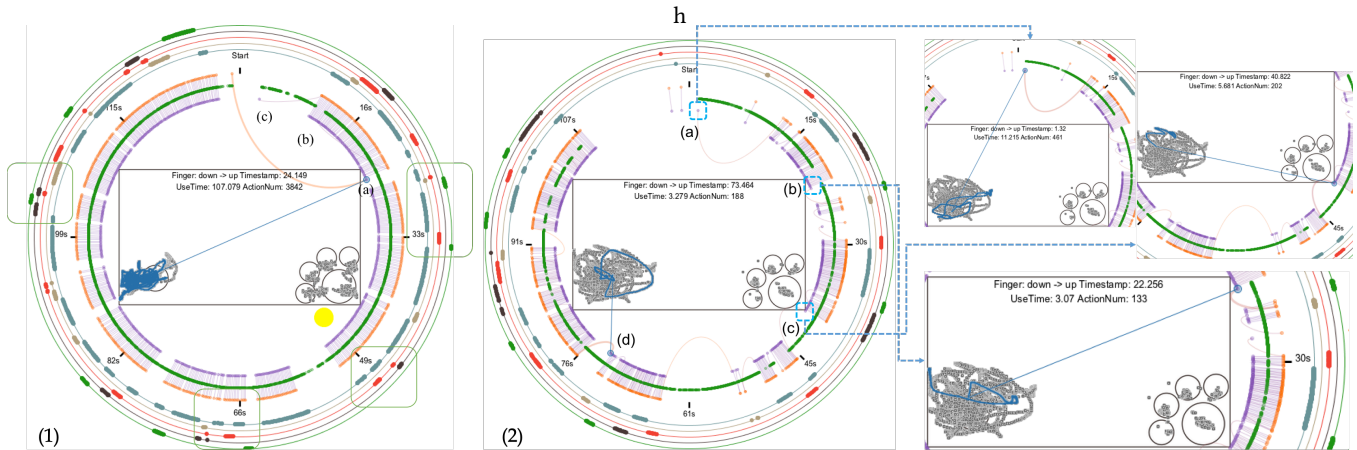 h
Start
(c)
115s
16s
(b)
Finger: down -> up Timestamp: 24.149
UseTime: 107.079 ActionNum: 3842
(a)
99s
33s
82s
49s
66s
(1)
Start
107s
(a)
15s
Finger: down -> up Timestamp: 73.464
UseTime: 3.279 ActionNum: 188
(b)
91s
30s
(c)
(d)
76s
45s
61s
(2)
Start
15s
Finger: down -> up Timestamp: 1.32
UseTime: 11.215 ActionNum: 461
Finger: down -> up Timestamp: 40.822
UseTime: 5.681 ActionNum: 202
45s
Finger: down -> up Timestamp: 22.256
UseTime: 3.07 ActionNum: 133
30s